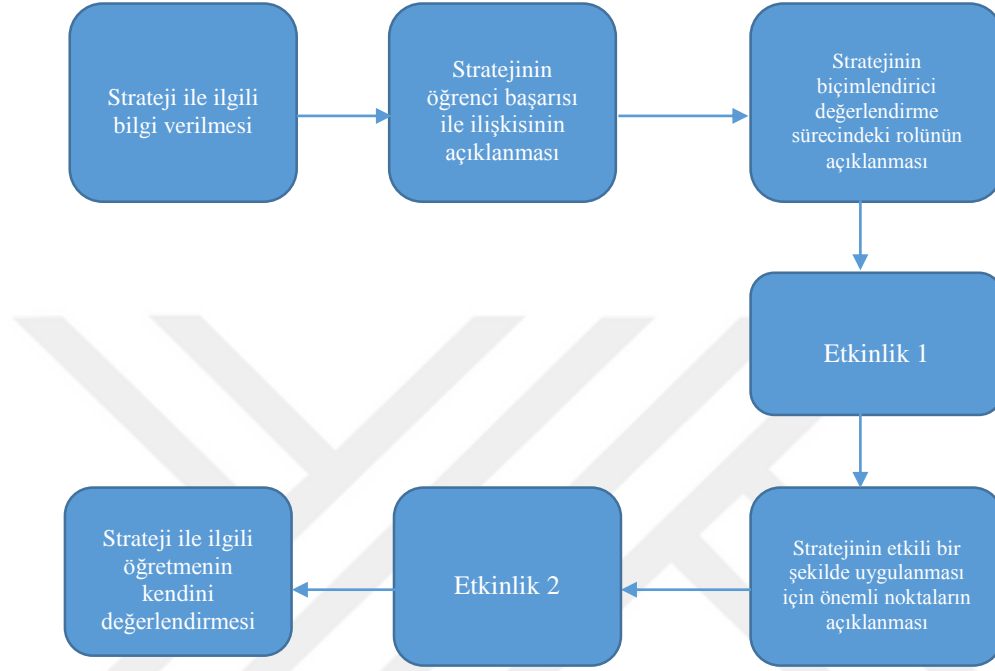 Strateji ile ilgili
bilgi verilmesi
Stratejinin
öğrenci başarısı
ile ilişkisinin
açıklanması
Stratejinin
biçimlendirici
değerlendirme
sürecindeki rolünün
açıklanması
Etkinlik 1
Stratejinin etkili bir
şekilde uygulanması
için önemli noktaların
açıklanması
Etkinlik 2
Strateji ile ilgili
öğretmenin
kendini
değerlendirmesi